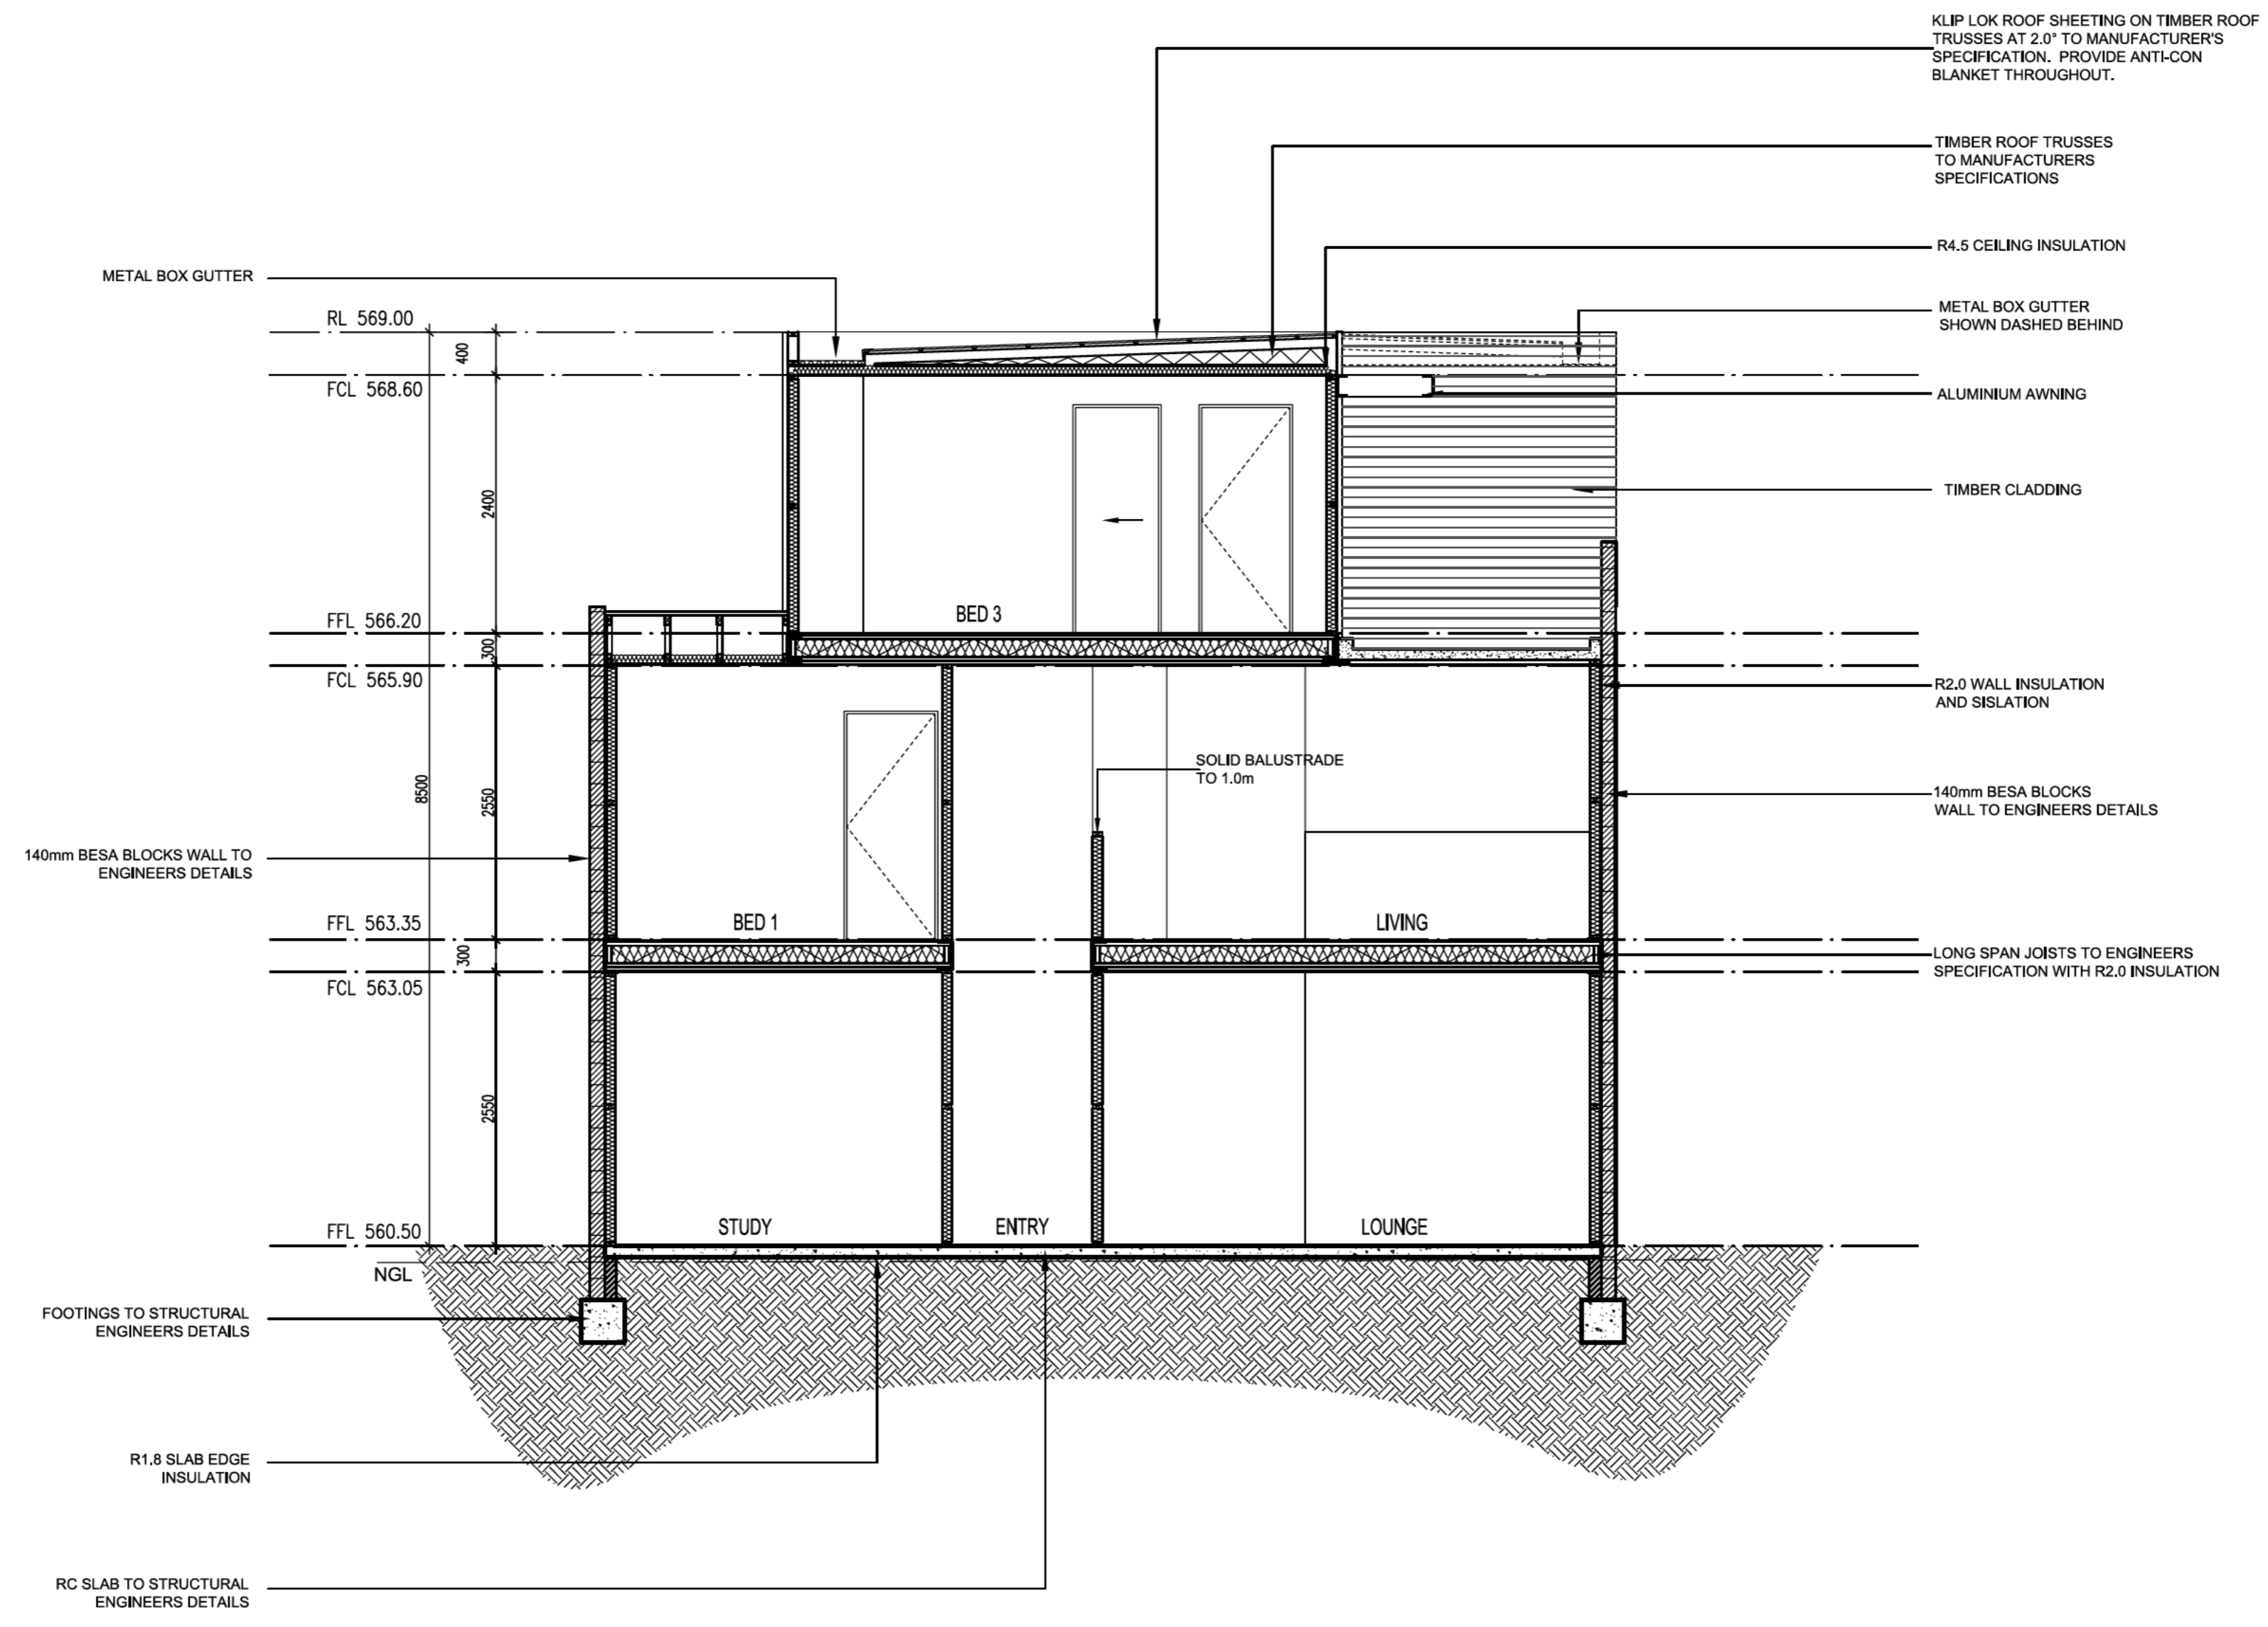 KLIP LOK ROOF SHEETING ON TIMBER ROOF
TRUSSES AT 2.0° TO MANUFACTURER'S
SPECIFICATION. PROVIDE ANTI-CON
BLANKET THROUGHOUT.
TIMBER ROOF TRUSSES
TO MANUFACTURERS
SPECIFICATIONS
R4.5 CEILING INSULATION
METAL BOX GUTTER
METAL BOX GUTTER
SHOWN DASHED BEHIND
RL 569.00
400
FCL 568.60
ALUMINIUM AWNING
2400
TIMBER CLADDING
BED 3
FFL 566.20
300
FCL 565.90
R2.0 WALL INSULATION
AND SISLATION
SOLID BALUSTRADE
TO 1.0m
8500
2550
140mm BESA BLOCKS
WALL TO ENGINEERS DETAILS
140mm BESA BLOCKS WALL TO
ENGINEERS DETAILS
FFL 563.35
BED 1
LIVING
300
LONG SPAN JOISTS TO ENGINEERS
SPECIFICATION WITH R2.0 INSULATION
FCL 563.05
2550
FFL 560.50
STUDY
ENTRY
LOUNGE
NGL
FOOTINGS TO STRUCTURAL
ENGINEERS DETAILS
R1.8 SLAB EDGE
INSULATION
RC SLAB TO STRUCTURAL
ENGINEERS DETAILS